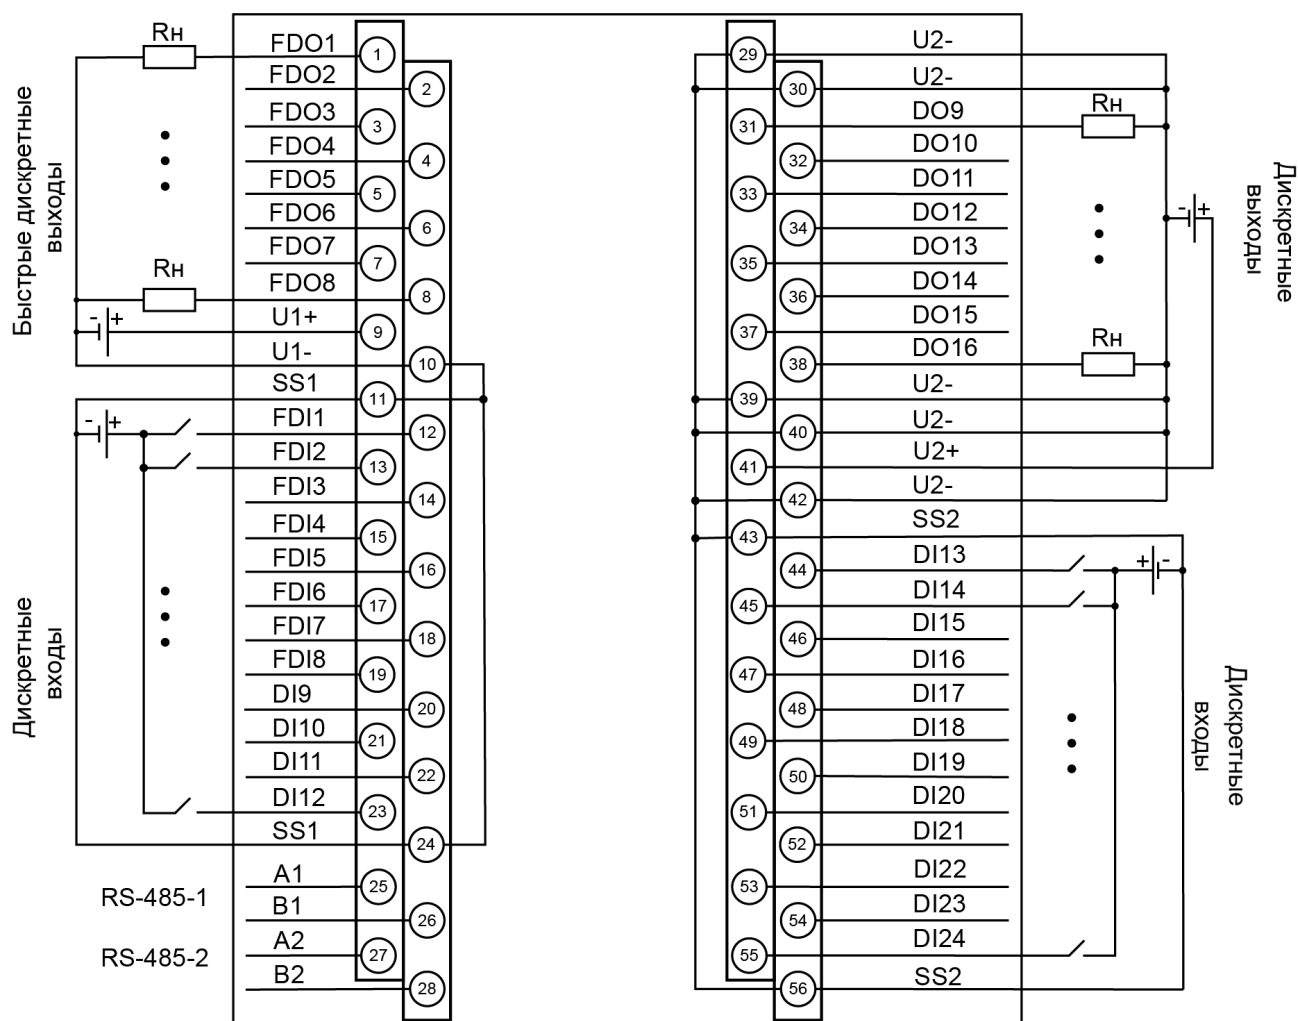 Rн
FDO1
1
FDO2
2
FDO3
3
FDO4
4
FDO5
5
FDO6
6
FDO7
7
Rн
FDO8
8
- +
U1+
9
U1-
10
Быстрые дискретные
выходы
SS1
11
- +
FDI1
12
FDI2
13
FDI3
14
FDI4
15
FDI5
16
FDI6
17
FDI7
18
FDI8
19
DI9
20
DI10
21
DI11
22
DI12
23
SS1
24
Дискретные
входы
RS-485-1
A1
25
B1
26
RS-485-2
A2
27
B2
28
29
U2-
30
U2-
31
DO9
Rн
32
DO10
33
DO11
34
DO12
- +
35
DO13
36
DO14
37
DO15
38
DO16
Rн
39
U2-
40
U2-
41
U2+
42
U2-
Дискретные
выходы
43
SS2
44
DI13
+ -
45
DI14
46
DI15
47
DI16
48
DI17
49
DI18
50
DI19
51
DI20
52
DI21
53
DI22
54
DI23
55
DI24
56
SS2
Дискретные
входы